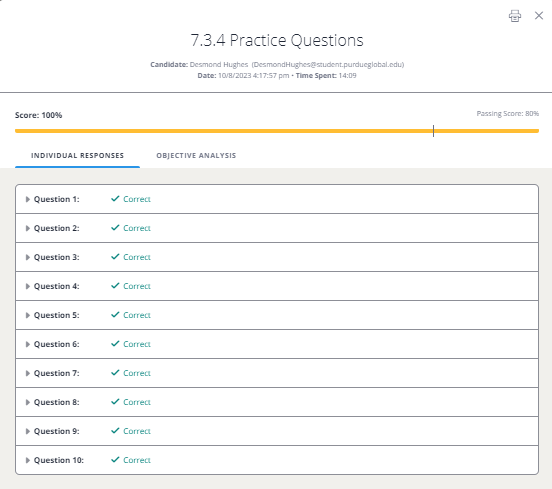 7.3.4 Practice Questions
Candidate: Desmond Hughes (DesmondHughes@student.purdueglobal.edu)
Date: 10/8/2023 4:17:57 pm • Time Spent: 14:09
Score: 100%
Passing Score: 80%
INDIVIDUAL RESPONSES
OBJECTIVE ANALYSIS
Question 1: Correct
Question 2: Correct
Question 3: Correct
Question 4: Correct
Question 5: Correct
Question 6: Correct
Question 7: Correct
Question 8: Correct
Question 9: Correct
Question 10: Correct